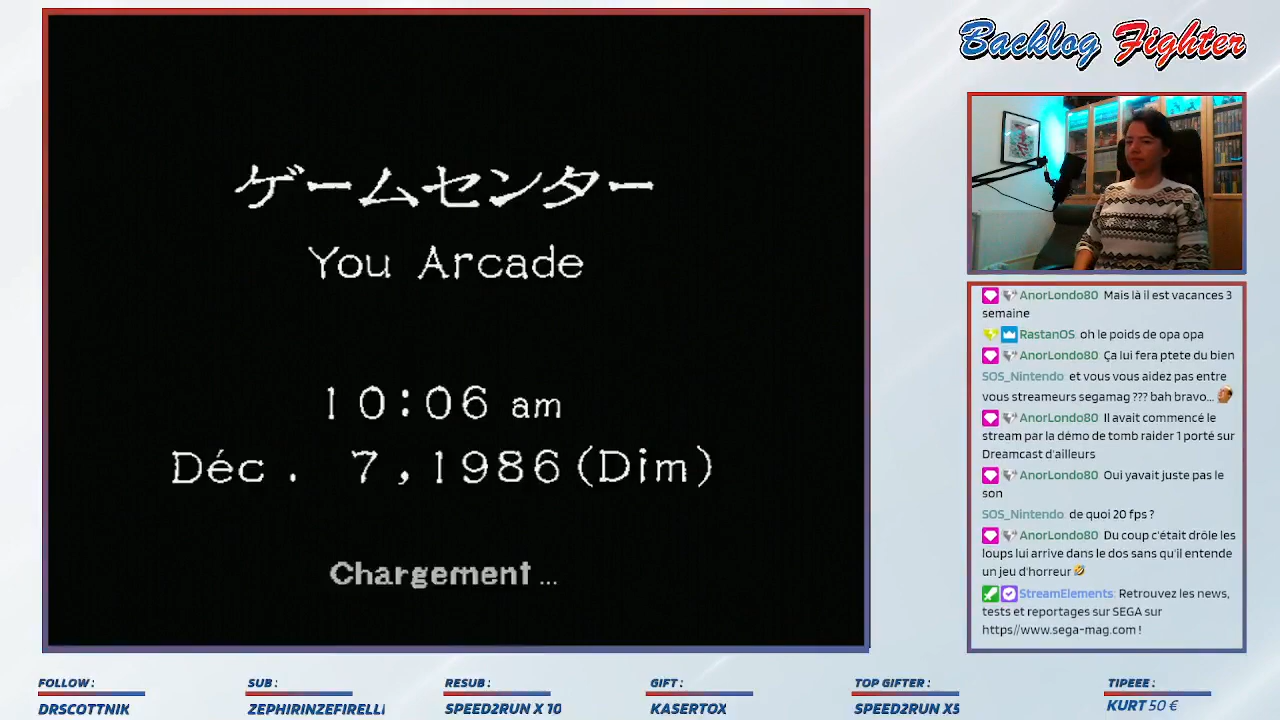 Backlog Fighter
ゲームセンター
You Arcade
10:06 am
Déc. 7,1986(Dim)
Chargement...
AnorLondo80 Mais là il est vacances 3
semaine
RastanOS: oh le poids de opa opa
AnorLondo80 Ça lui fera ptete du bien
SOS_Nintendo et vous vous aidez pas entre
vous streameurs segamag ??? bah bravo...
AnorLondo80 Il avait commencé le
stream par la démo de tomb raider 1 porté sur
Dreamcast d'ailleurs
AnorLondo80 Oui yavait juste pas le
son
SOS_Nintendo de quoi 20 fps ?
AnorLondo80 Du coup c'était drôle les
loups lui arrive dans le dos sans qu'il entende
un jeu d'horreur 🤣
StreamElements: Retrouvez les news,
tests et reportages sur SEGA sur
https//www.sega-mag.com !
FOLLOW :
DRSCOTTNIK
SUB :
ZEPHIRINZEFIRELLI
RESUB :
SPEED2RUN X 10
GIFT :
KASERTOX
TOP GIFTER :
SPEED2RUN X5
TIPEEE :
KURT 50 €